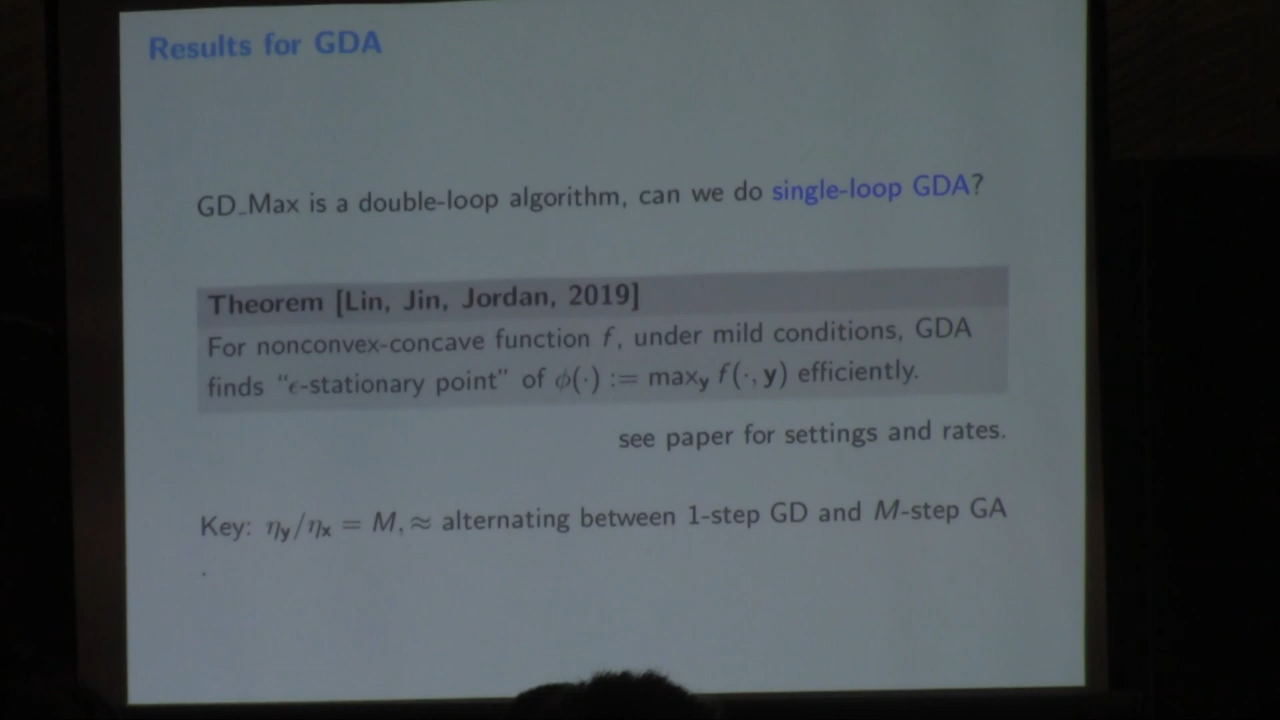 Results for GDA
GD_Max is a double-loop algorithm, can we do single-loop GDA?
Theorem [Lin, Jin, Jordan, 2019]
For nonconvex-concave function f, under mild conditions, GDA
finds "ϵ-stationary point" of ϕ(·) := max_y f(·, y) efficiently.
see paper for settings and rates.
Key: η_y/η_x = M, ≈ alternating between 1-step GD and M-step GA
.